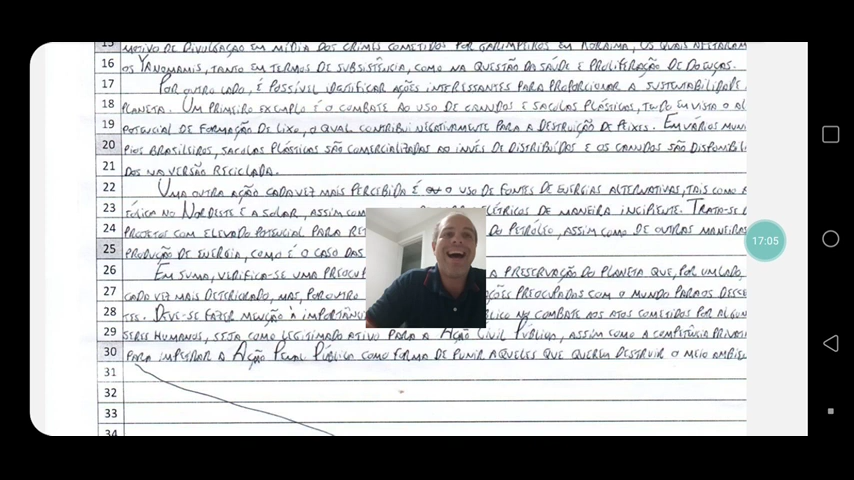 15 MOTIVO DE DIVULGAÇÃO EM MÍDIA DOS CRIMES COMETIDOS POR GARIMPEIROS EM RORAIMA, OS QUAIS AFETARAM
16 OS YANOMAMIS, TANTO EM TERMOS DE SUBSISTÊNCIA, COMO NA QUESTÃO DA SAÚDE E PROLIFERAÇÃO DE DOENÇAS.
17 POR OUTRO LADO, É POSSÍVEL IDENTIFICAR AÇÕES INTERESSANTES PARA PROPORCIONAR A SUSTENTABILIDADE
18 PLANETA. UM PRIMEIRO EXEMPLO É O COMBATE AO USO DE CANUDOS E SACOLAS PLÁSTICAS, TUDO EM VISTA O AL
19 POTENCIAL DE FORMAÇÃO DE LIXO, O QUAL CONTRIBUI NEGATIVAMENTE PARA A DESTRUIÇÃO DE PEIXES. EM VÁRIOS MUNI
20 PIOS BRASILEIROS, SACOLAS PLÁSTICAS SÃO COMERCIALIZADAS AO INVÉS DE DISTRIBUÍDAS E OS CANUDOS SÃO DISPONIBIL
21 DOS NA VERSÃO RECICLADA.
22 UMA OUTRA AÇÃO CADA VEZ MAIS PERCEBIDA É O USO DE FONTES DE ENERGIAS ALTERNATIVAS, TAIS COMO A
23 EÓLICA NO NORDESTE E A SOLAR, ASSIM COM ELÉTRICOS DE MANEIRA INCIPIENTE. TRATA-SE D
24 PROJETOS COM ELEVADO POTENCIAL PARA RE DO PETRÓLEO, ASSIM COMO DE OUTRAS MANEIRAS
25 PRODUÇÃO DE ENERGIA, COMO É O CASO DAS
26 EM SUMA, VERIFICA-SE UMA PREOCUP A PRESERVAÇÃO DO PLANETA QUE, POR UM LADO,
27 CADA VEZ MAIS DETERIORADO, MAS, POR OUTRO AÇÕES PREOCUPADAS COM O MUNDO PARA OS DESCE
28 TES. DEVE-SE FAZER MENÇÃO À IMPORTÂN BLICO NO COMBATE AOS ATOS COMETIDOS POR ALGUN
29 SERES HUMANOS, SEJA COMO LEGITIMADO ATIVO PARA A AÇÃO CIVIL PÚBLICA, ASSIM COMO A COMPETÊNCIA PRIVAT
30 PARA IMPETRAR A AÇÃO PENAL PÚBLICA COMO FORMA DE PUNIR AQUELES QUE QUEREM DESTRUIR O MEIO AMBIEN
31
32
33
34
17:05